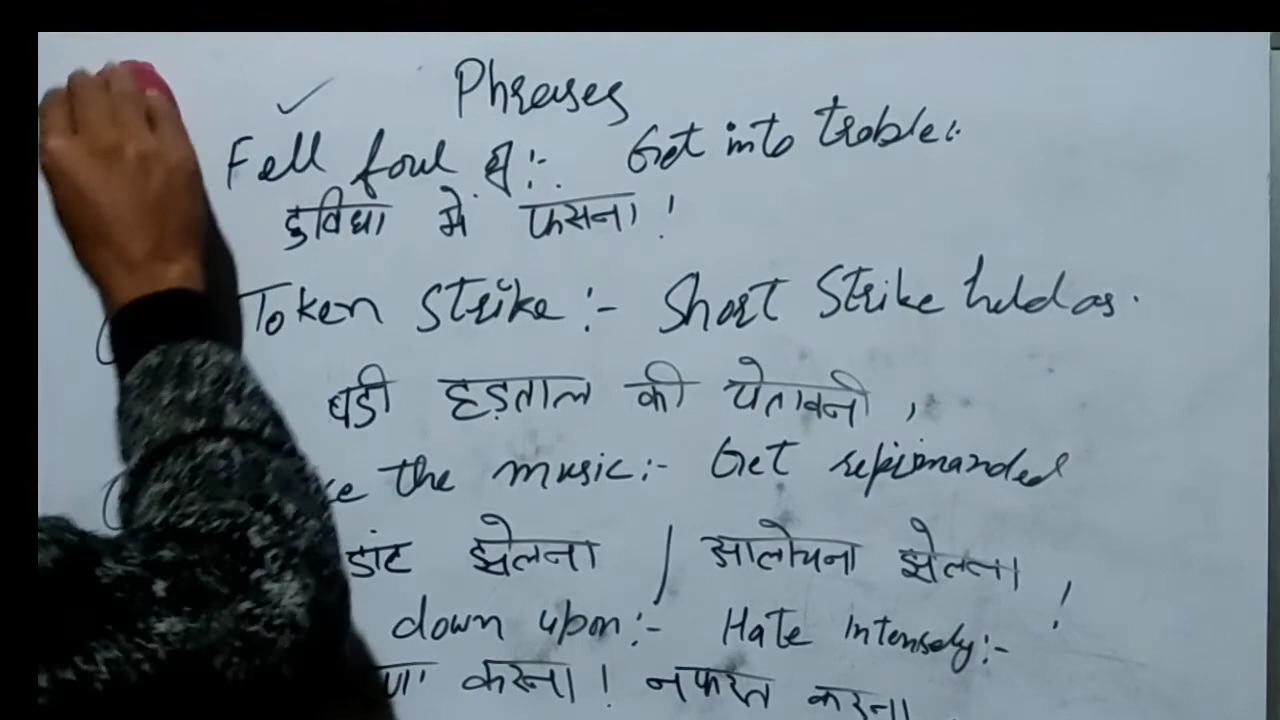 Phrases
Fell foul of:- Get into troble:
दुविधा में फसना!
Token Strike:- Short Strike held as.
बडी हड़ताल की चेतावनी,
the music:- Get reprimanded
डांट झेलना / आलोचना झेलना!
down upon:- Hate Intensely:-
करना! नफरत करना